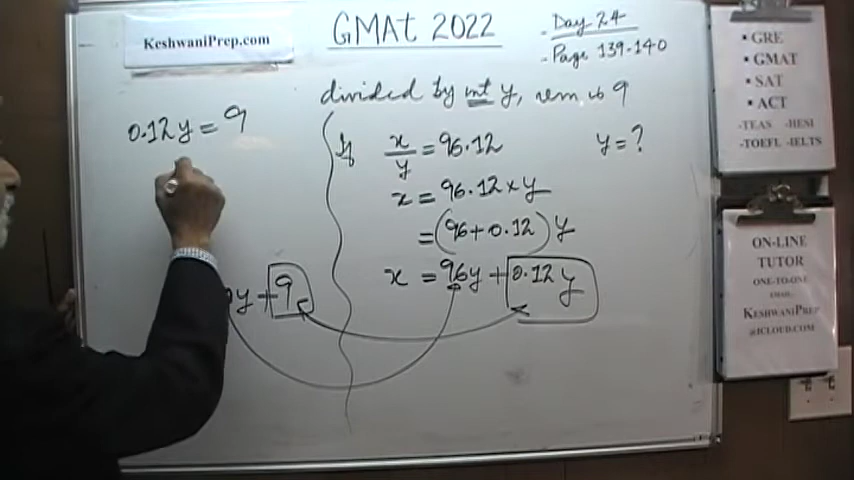 KeshwaniPrep.com
GMAT 2022
- Day 24
- Page 139-140
divided by int y, rem is 9
0.12y = 9
If x/y = 96.12 y = ?
x = 96.12 × y
= (96 + 0.12) y
x = 96y + 0.12y
y + 9
• GRE
• GMAT
• SAT
• ACT
-TEAS -HESI
-TOEFL -IELTS
ON-LINE
TUTOR
ONE-TO-ONE
KESHWANIPREP
@ICLOUD.COM